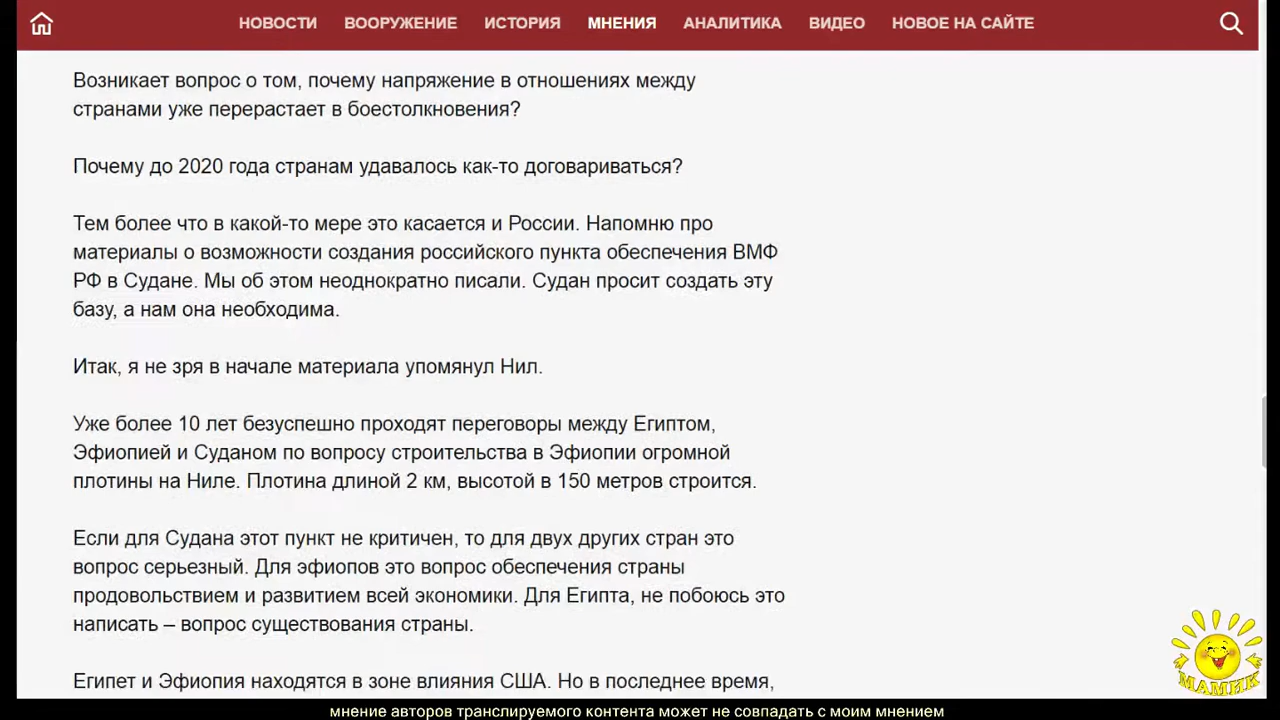 НОВОСТИ ВООРУЖЕНИЕ ИСТОРИЯ МНЕНИЯ АНАЛИТИКА ВИДЕО НОВОЕ НА САЙТЕ
Возникает вопрос о том, почему напряжение в отношениях между
странами уже перерастает в боестолкновения?
Почему до 2020 года странам удавалось как-то договариваться?
Тем более что в какой-то мере это касается и России. Напомню про
материалы о возможности создания российского пункта обеспечения ВМФ
РФ в Судане. Мы об этом неоднократно писали. Судан просит создать эту
базу, а нам она необходима.
Итак, я не зря в начале материала упомянул Нил.
Уже более 10 лет безуспешно проходят переговоры между Египтом,
Эфиопией и Суданом по вопросу строительства в Эфиопии огромной
плотины на Ниле. Плотина длиной 2 км, высотой в 150 метров строится.
Если для Судана этот пункт не критичен, то для двух других стран это
вопрос серьезный. Для эфиопов это вопрос обеспечения страны
продовольствием и развитием всей экономики. Для Египта, не побоюсь это
написать – вопрос существования страны.
Египет и Эфиопия находятся в зоне влияния США. Но в последнее время,
МАМИК
мнение авторов транслируемого контента может не совпадать с моим мнением